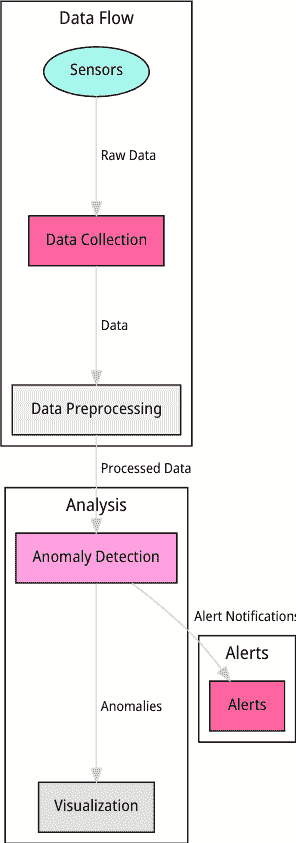 Data Flow
Sensors
Raw Data
Data Collection
Data
Data Preprocessing
Processed Data
Analysis
Anomaly Detection
Alert Notifications
Alerts
Alerts
Anomalies
Visualization